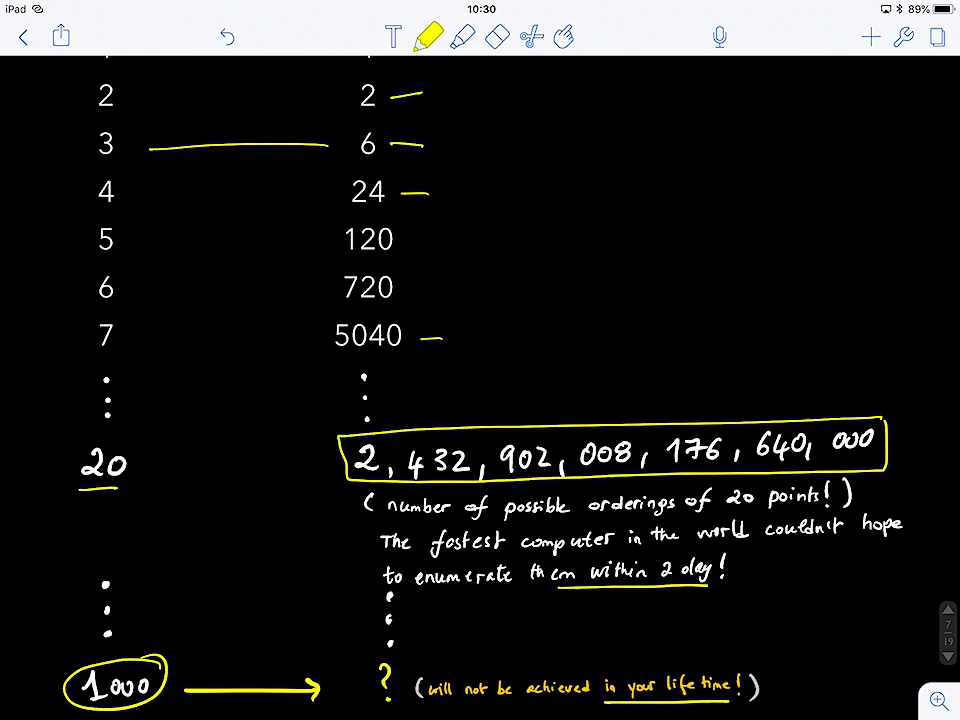 iPad 10:30 89%
T
2 2
3 6
4 24
5 120
6 720
7 5040
20 2,432,902,008,176,640,000
( number of possible orderings of 20 points! )
The fastest computer in the world couldn't hope
to enumerate them within 2 day!
1000 ? (will not be achieved in your life time!)
7
19